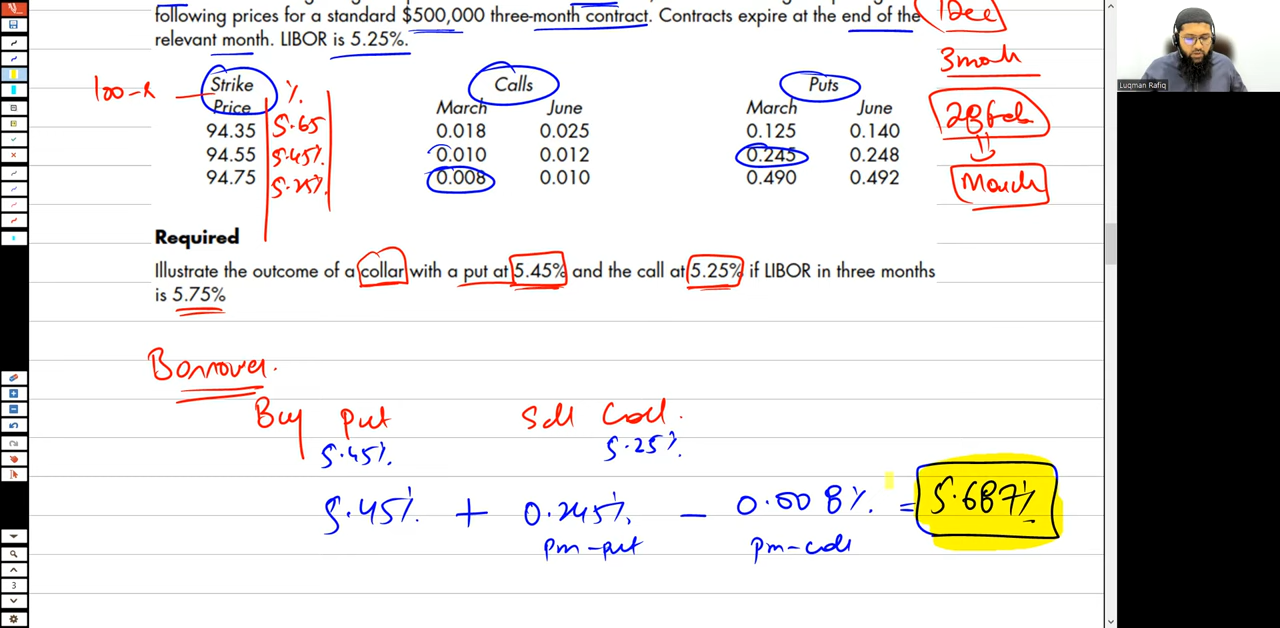 following prices for a standard $500,000 three-month contract. Contracts expire at the end of the
relevant month. LIBOR is 5.25%.
1 Dec
3 month
28 Feb
March
100-R
Strike Price
%
Calls
Puts
March June
March June
94.35 5.65 0.018 0.025 0.125 0.140
94.55 5.45% 0.010 0.012 0.245 0.248
94.75 5.25% 0.008 0.010 0.490 0.492
Required
Illustrate the outcome of a collar with a put at 5.45% and the call at 5.25% if LIBOR in three months
is 5.75%
Borrower.
Buy Put Sell Call.
5.45% 5.25%
5.45% + 0.245% - 0.008% = 5.687%
pm-put pm-call
Luqman Rafiq
3